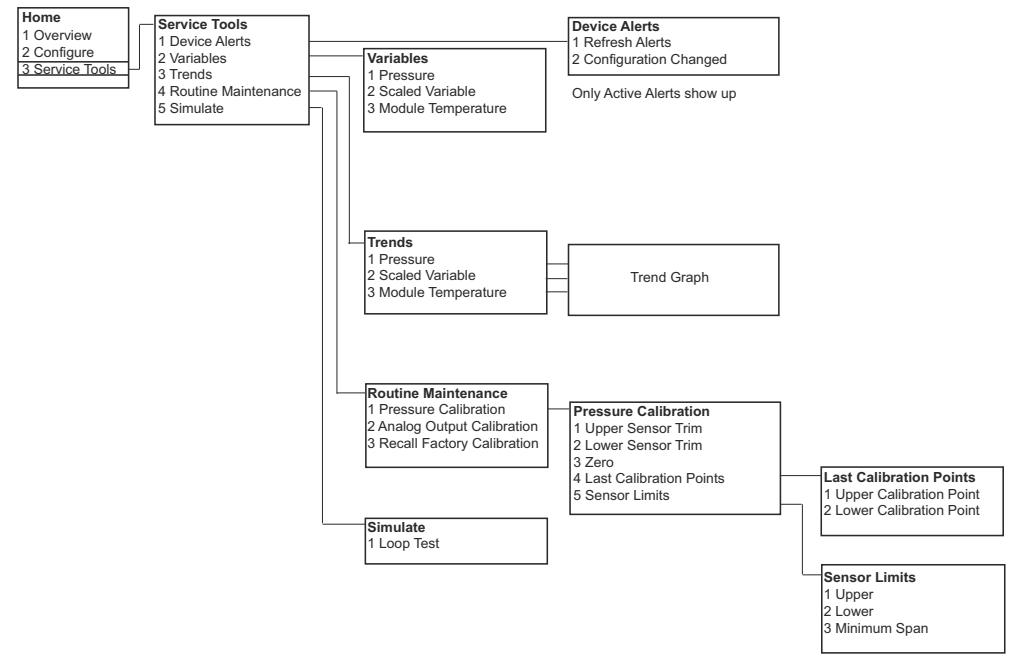 Home
1 Overview
2 Configure
3 Service Tools
Service Tools
1 Device Alerts
2 Variables
3 Trends
4 Routine Maintenance
5 Simulate
Device Alerts
1 Refresh Alerts
2 Configuration Changed
Only Active Alerts show up
Variables
1 Pressure
2 Scaled Variable
3 Module Temperature
Trends
1 Pressure
2 Scaled Variable
3 Module Temperature
Trend Graph
Routine Maintenance
1 Pressure Calibration
2 Analog Output Calibration
3 Recall Factory Calibration
Pressure Calibration
1 Upper Sensor Trim
2 Lower Sensor Trim
3 Zero
4 Last Calibration Points
5 Sensor Limits
Last Calibration Points
1 Upper Calibration Point
2 Lower Calibration Point
Simulate
1 Loop Test
Sensor Limits
1 Upper
2 Lower
3 Minimum Span